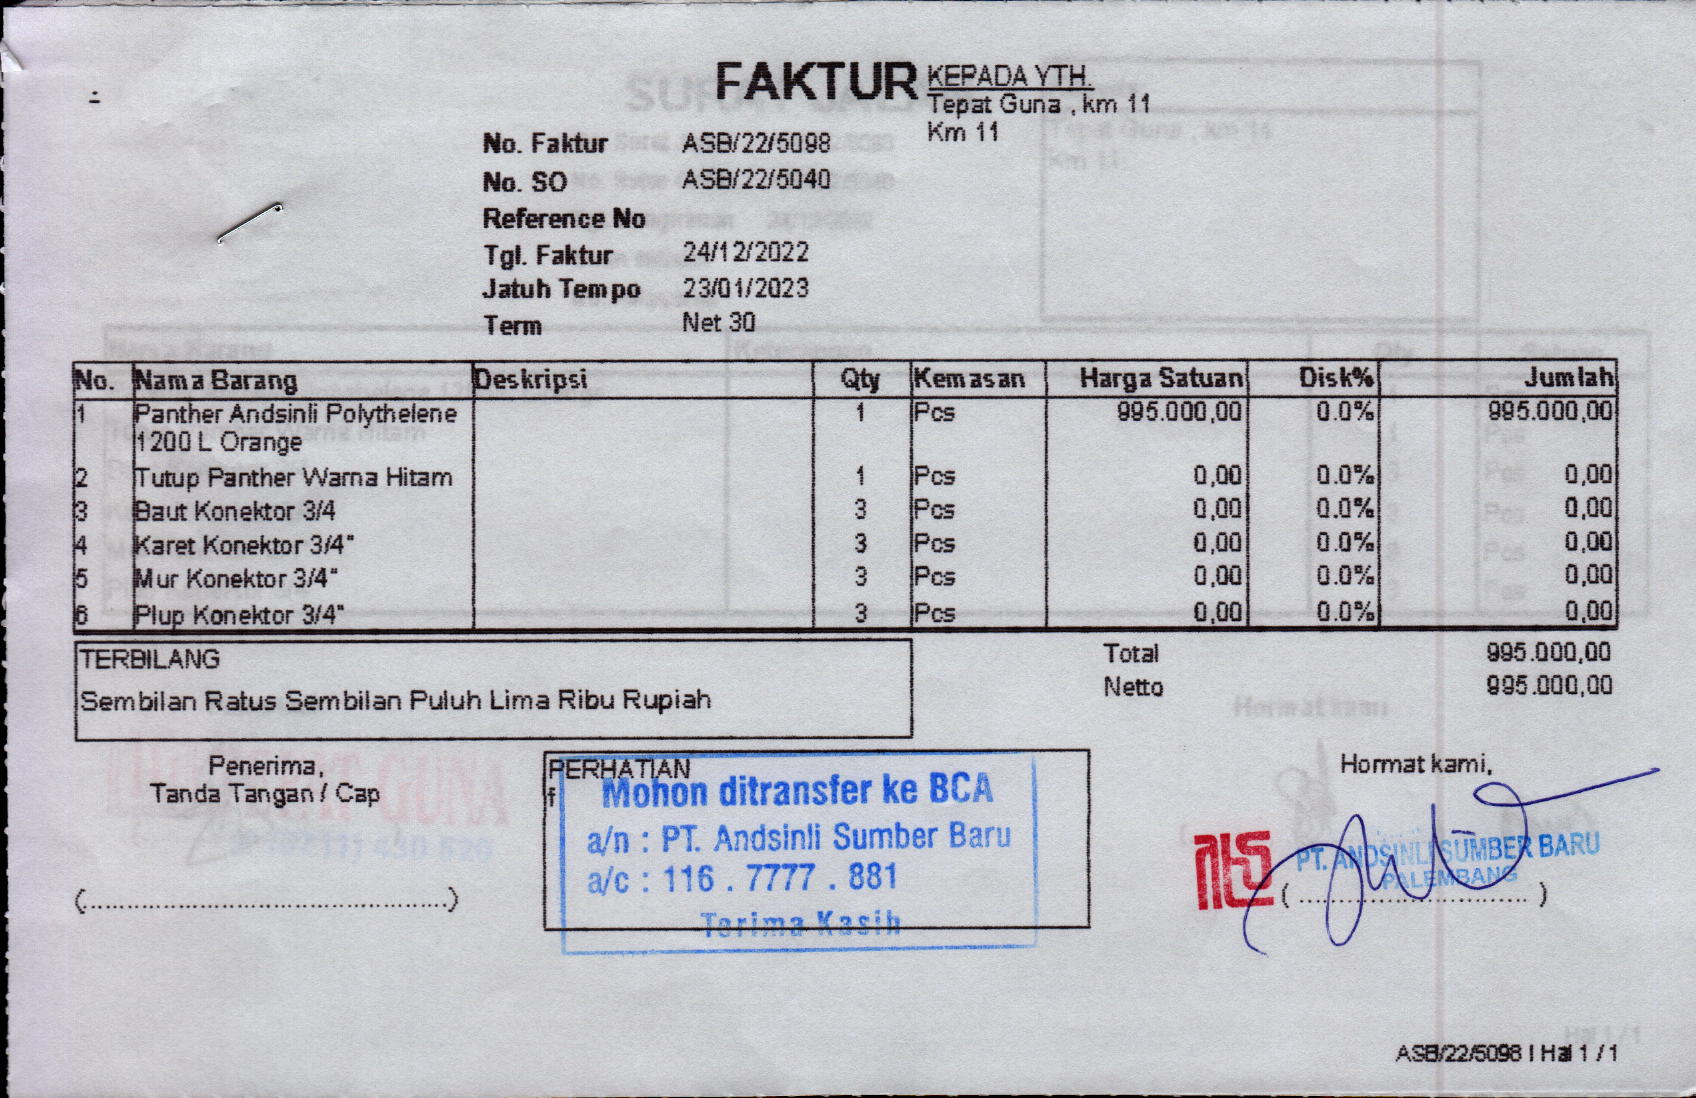 FAKTUR
KEPADA YTH.
Tepat Guna , km 11
Km 11
No. Faktur ASB/22/5098
No. SO ASB/22/5040
Reference No
Tgl. Faktur 24/12/2022
Jatuh Tempo 23/01/2023
Term Net 30
No. Nama Barang Deskripsi Qty Kemasan Harga Satuan Disk% Jumlah
1 Panther Andsinli Polythelene 1 Pcs 995.000,00 0.0% 995.000,00
1200 L Orange
2 Tutup Panther Warna Hitam 1 Pcs 0,00 0.0% 0,00
3 Baut Konektor 3/4 3 Pcs 0,00 0.0% 0,00
4 Karet Konektor 3/4" 3 Pcs 0,00 0.0% 0,00
5 Mur Konektor 3/4" 3 Pcs 0,00 0.0% 0,00
6 Plup Konektor 3/4" 3 Pcs 0,00 0.0% 0,00
TERBILANG
Sembilan Ratus Sembilan Puluh Lima Ribu Rupiah
Total 995.000,00
Netto 995.000,00
Penerima,
Tanda Tangan / Cap
(................................................)
PERHATIAN
f
Mohon ditransfer ke BCA
a/n : PT. Andsinli Sumber Baru
a/c : 116 . 7777 . 881
Terima Kasih
Hormat kami,
PT. ANDSINLI SUMBER BARU
PALEMBANG
(..............................)
ASB/22/5098 | Hal 1 / 1